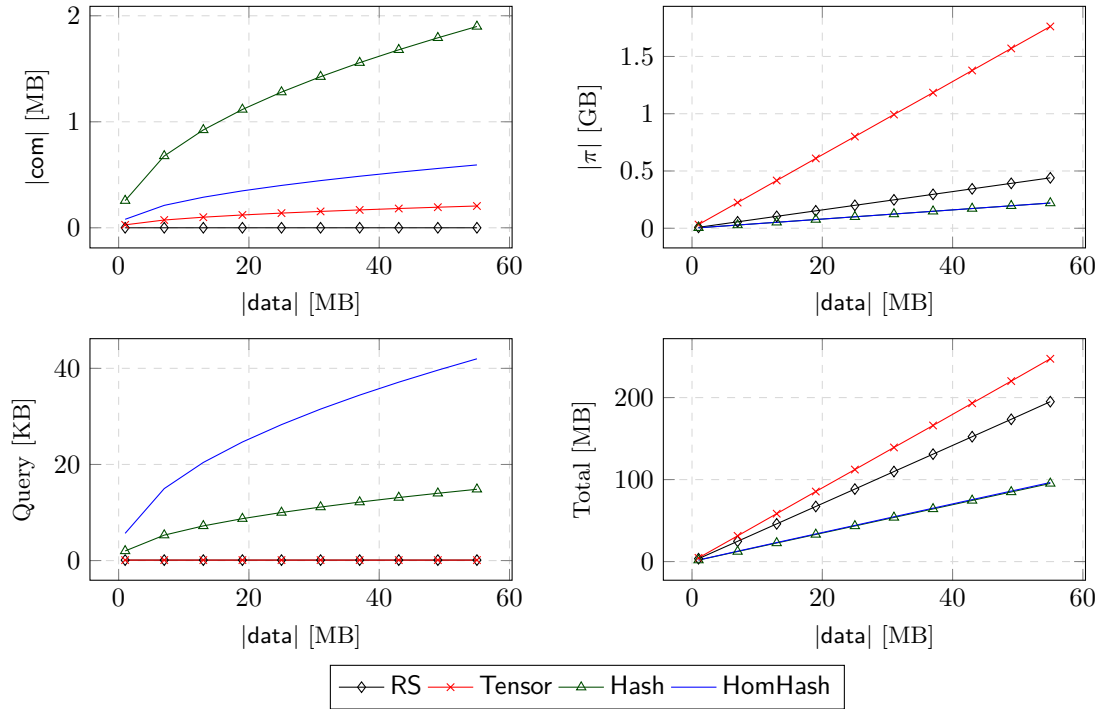 2
1
0
|com| [MB]
0 20 40 60
|data| [MB]
1.5
1
0.5
0
|π| [GB]
0 20 40 60
|data| [MB]
40
20
0
Query [KB]
0 20 40 60
|data| [MB]
200
100
0
Total [MB]
0 20 40 60
|data| [MB]
RS Tensor Hash HomHash